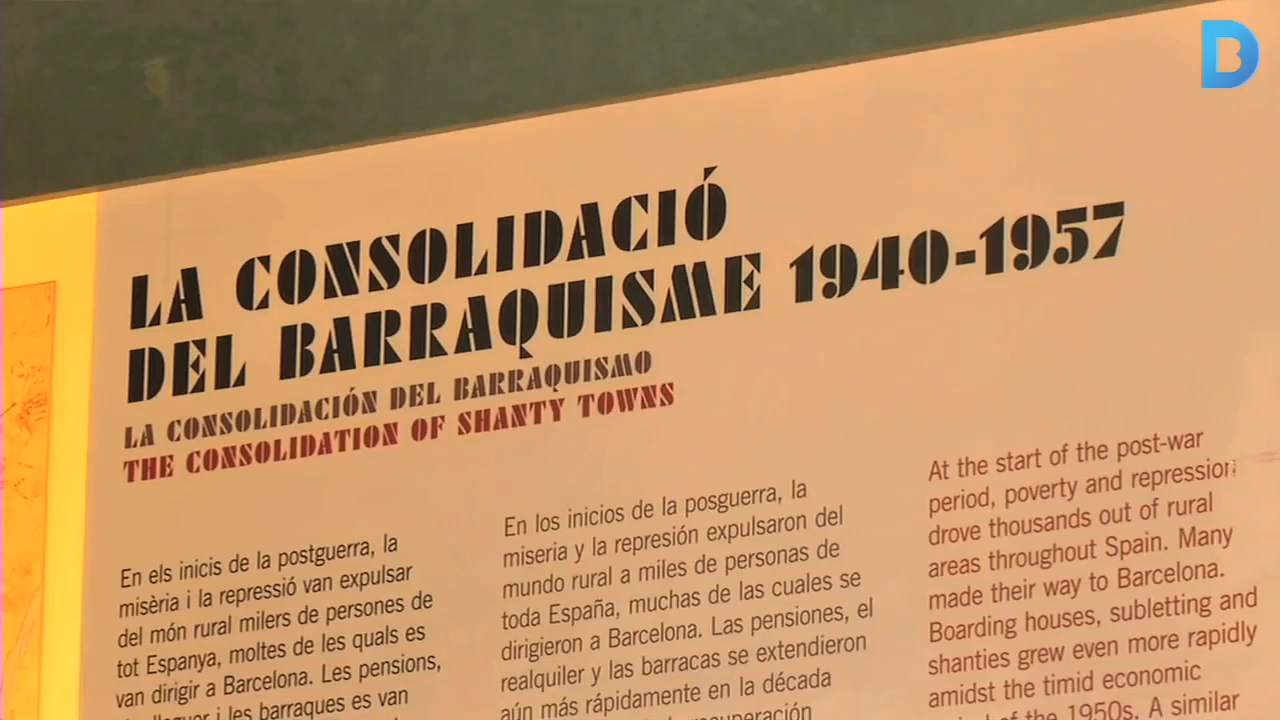 LA CONSOLIDACIÓ
DEL BARRAQUISME 1940-1957
LA CONSOLIDACIÓN DEL BARRAQUISMO
THE CONSOLIDATION OF SHANTY TOWNS
En els inicis de la postguerra, la
misèria i la repressió van expulsar
del món rural milers de persones de
tot Espanya, moltes de les quals es
van dirigir a Barcelona. Les pensions,
i les barraques es van
En los inicios de la posguerra, la
miseria y la represión expulsaron del
mundo rural a miles de personas de
toda España, muchas de las cuales se
dirigieron a Barcelona. Las pensiones, el
realquiler y las barracas se extendieron
aún más rápidamente en la década
At the start of the post-war
period, poverty and repression
drove thousands out of rural
areas throughout Spain. Many
made their way to Barcelona.
Boarding houses, subletting and
shanties grew even more rapidly
amidst the timid economic
of the 1950s. A similar
B